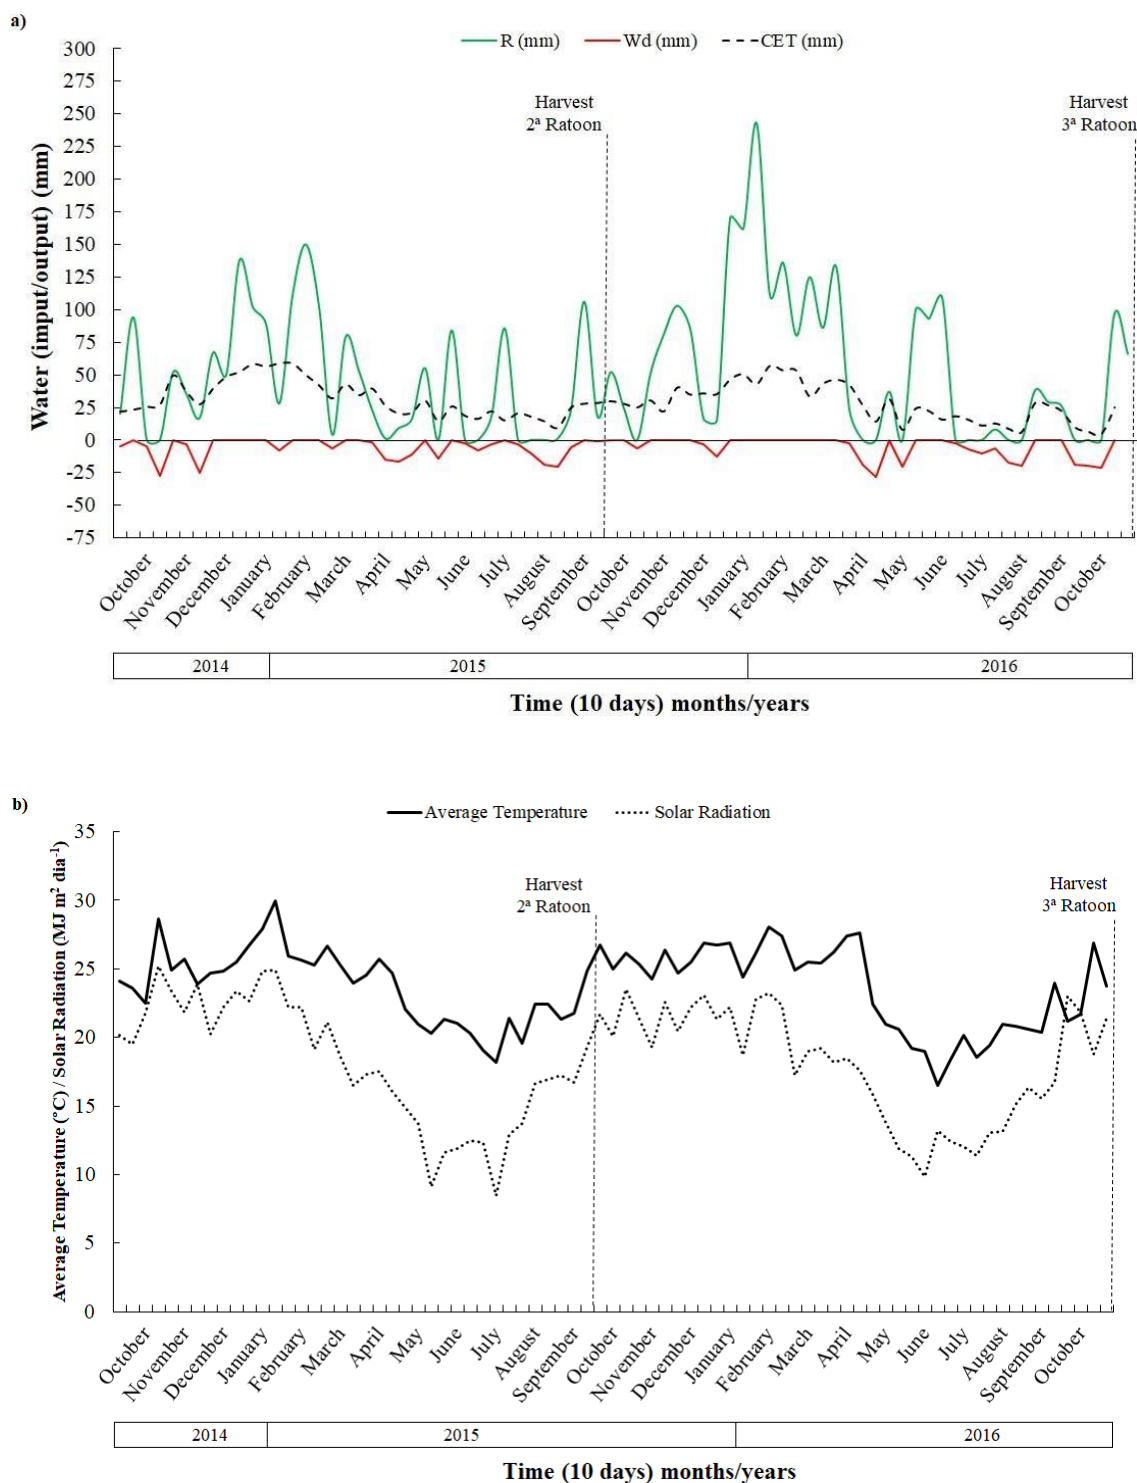 a)
R (mm) Wd (mm) CET (mm)
Harvest
2ª Ratoon
Harvest
3ª Ratoon
300
275
250
225
200
175
150
125
100
75
50
25
0
-25
-50
-75
Water (imput/output) (mm)
October November December January February March April May June July August September October November December January February March April May June July August September October
2014 2015 2016
Time (10 days) months/years
b)
Average Temperature Solar Radiation
Harvest
2ª Ratoon
Harvest
3ª Ratoon
35
30
25
20
15
10
5
0
Average Temperature (°C) / Solar Radiation (MJ m² dia⁻¹)
October November December January February March April May June July August September October November December January February March April May June July August September October
2014 2015 2016
Time (10 days) months/years